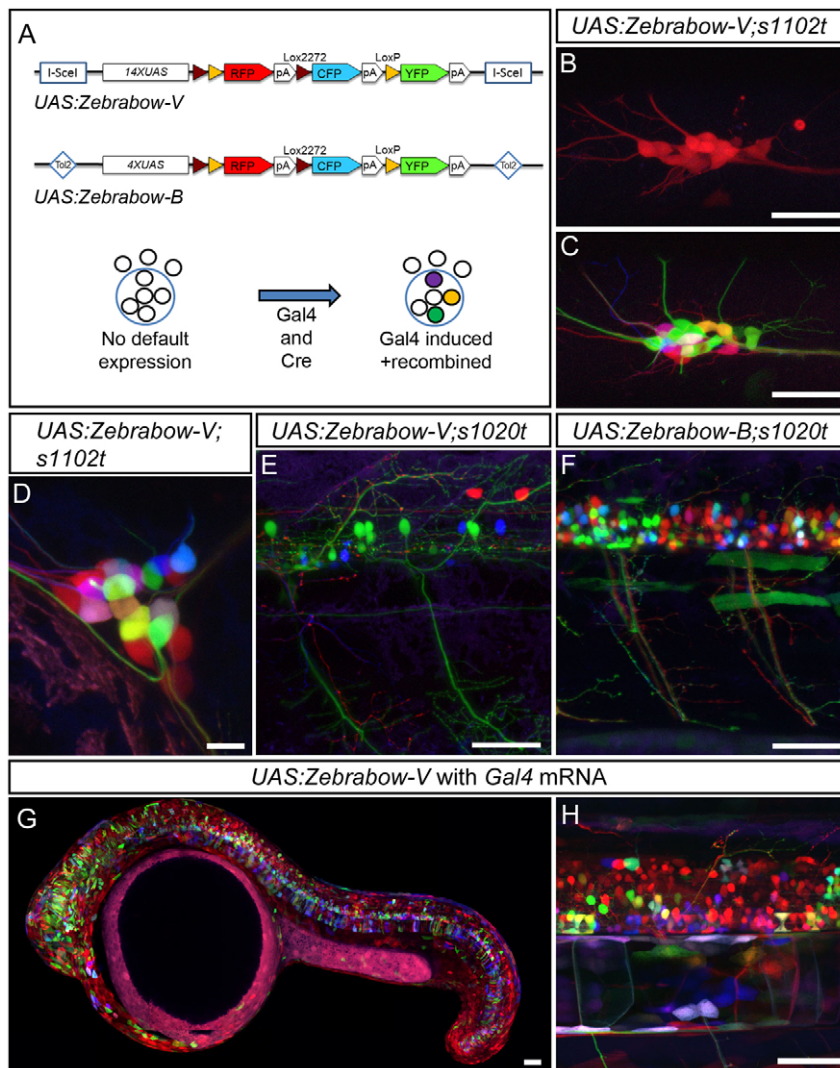 A
Lox2272 LoxP
I-SceI 14XUAS RFP pA CFP pA YFP pA I-SceI
UAS:Zebrabow-V
Lox2272 LoxP
Tol2 4XUAS RFP pA CFP pA YFP pA Tol2
UAS:Zebrabow-B
No default
expression
Gal4
and
Cre
Gal4 induced
+recombined
UAS:Zebrabow-V;s1102t
B
C
UAS:Zebrabow-V;
s1102t
D
UAS:Zebrabow-V;s1020t
E
UAS:Zebrabow-B;s1020t
F
UAS:Zebrabow-V with Gal4 mRNA
G
H